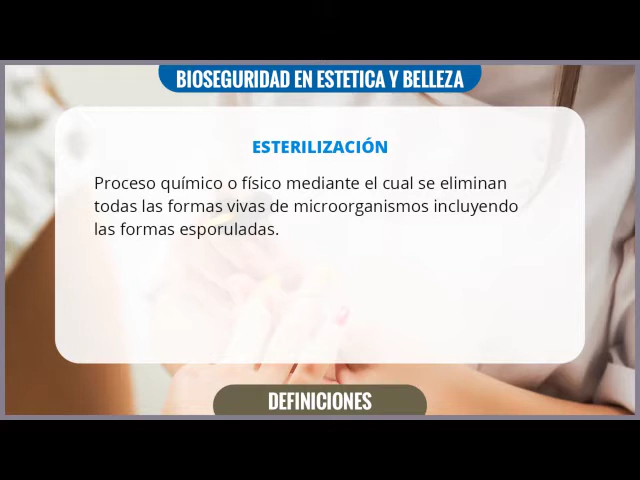 BIOSEGURIDAD EN ESTETICA Y BELLEZA
ESTERILIZACIÓN
Proceso químico o físico mediante el cual se eliminan
todas las formas vivas de microorganismos incluyendo
las formas esporuladas.
DEFINICIONES